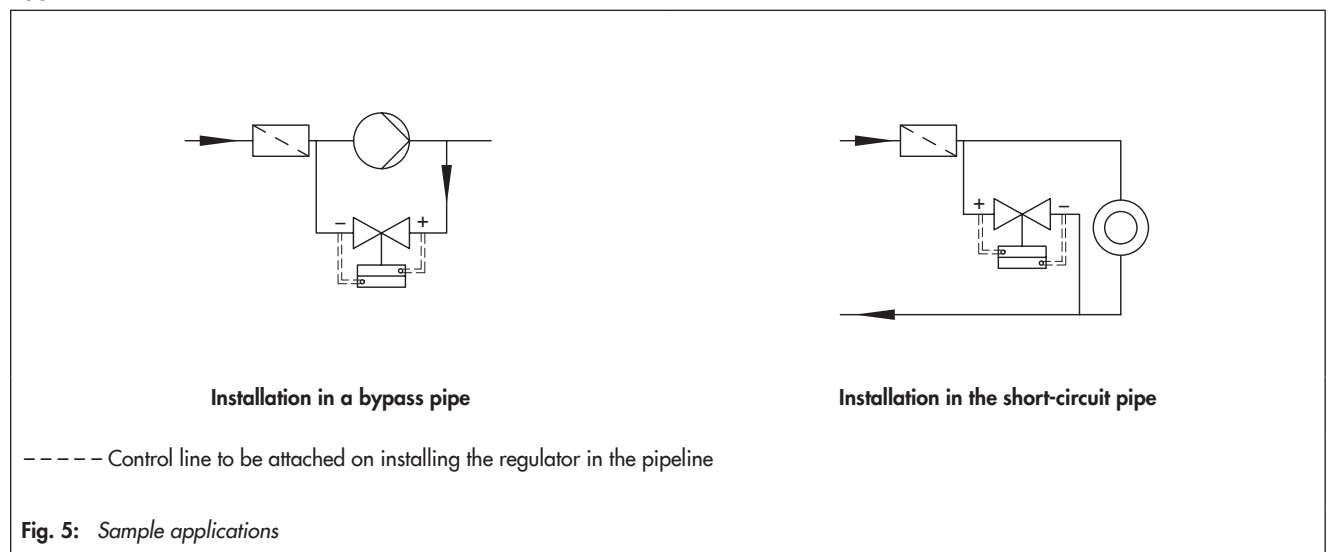 – +
+ –
Installation in a bypass pipe
Installation in the short-circuit pipe
– – – – – Control line to be attached on installing the regulator in the pipeline
Fig. 5: Sample applications